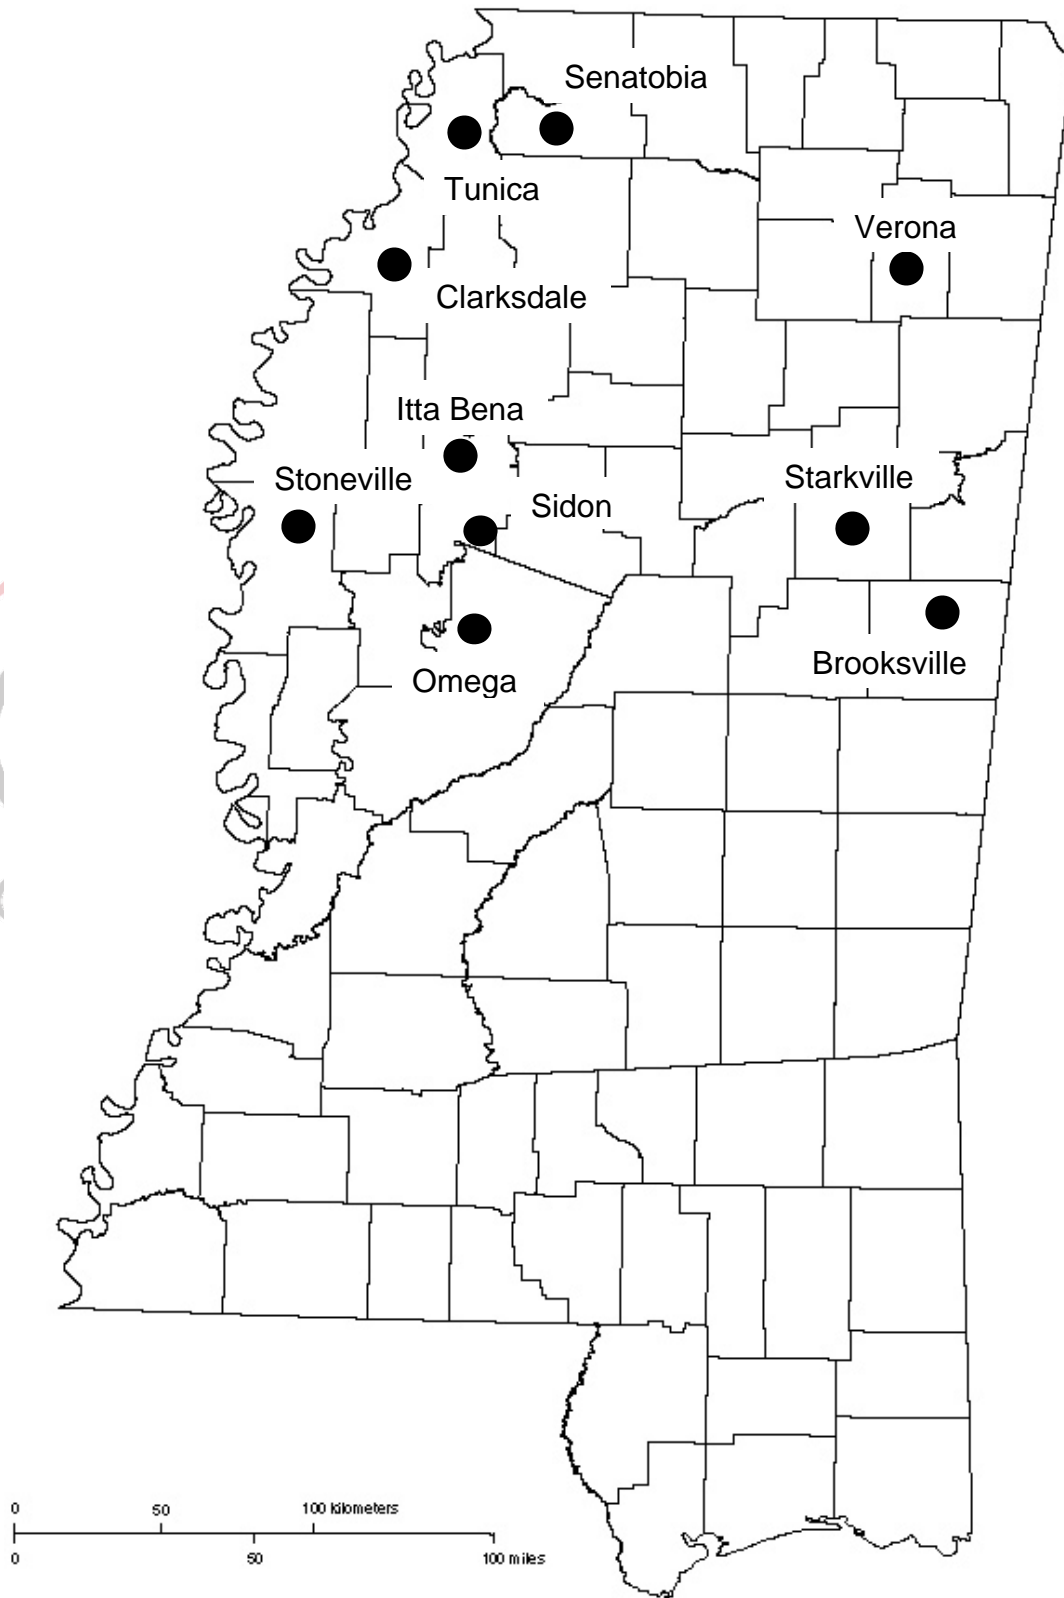 Senatobia
Tunica
Verona
Clarksdale
Itta Bena
Stoneville
Starkville
Sidon
Brooksville
Omega
0 50 100 kilometers
0 50 100 miles